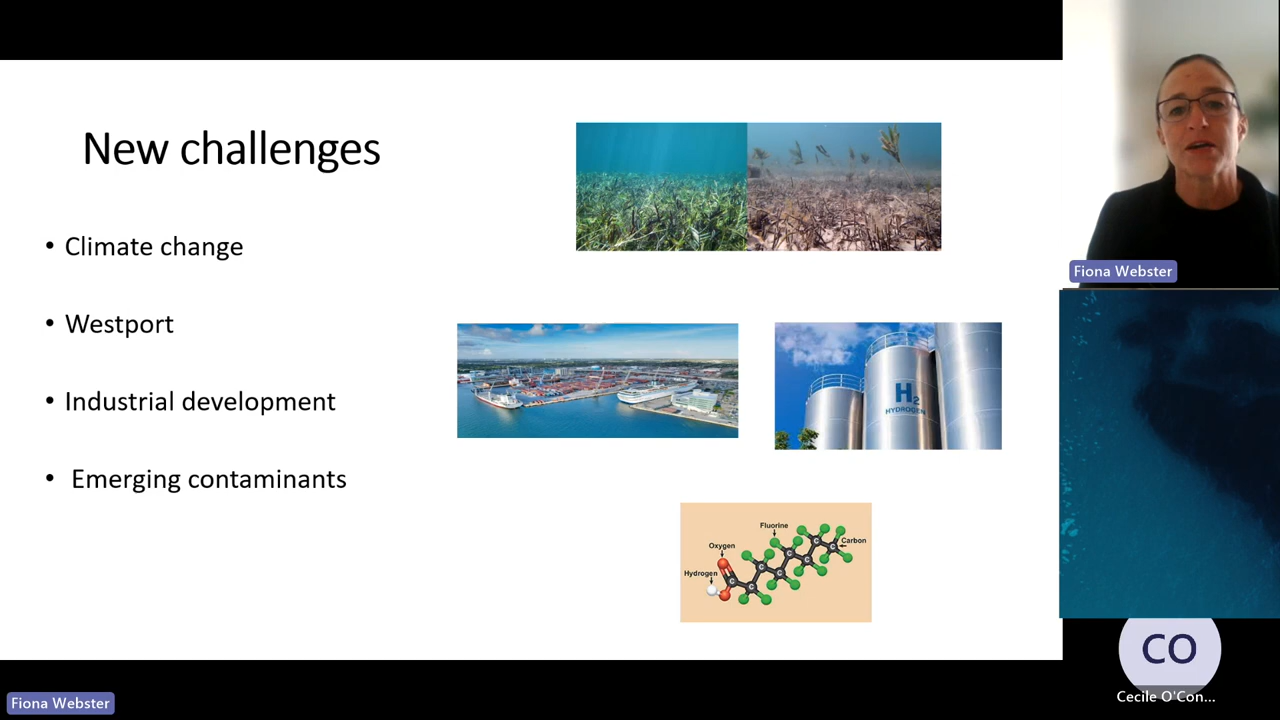 New challenges
• Climate change
• Westport
• Industrial development
• Emerging contaminants
H2
HYDROGEN
Fluorine
Oxygen
Carbon
Hydrogen
C
C
C
C
C
C
C
C
Fiona Webster
CO
Cecile O'Con...
Fiona Webster